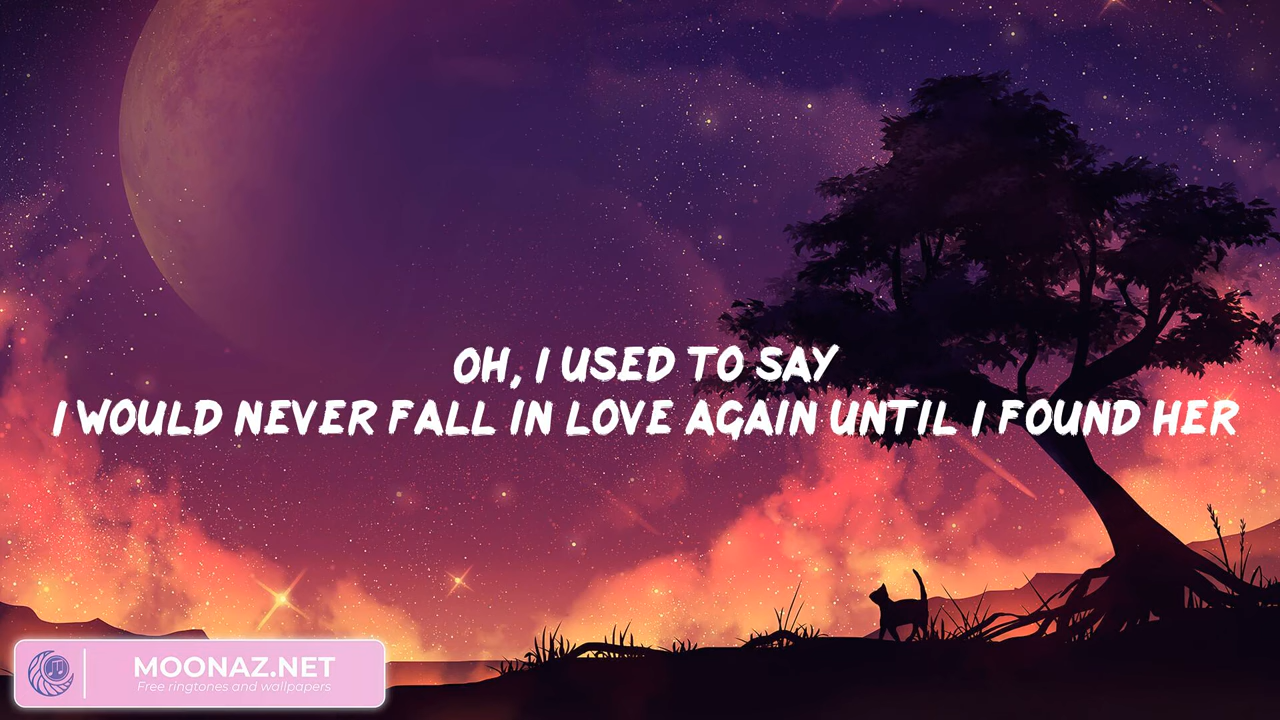 OH, I USED TO SAY
I WOULD NEVER FALL IN LOVE AGAIN UNTIL I FOUND HER
MOONAZ.NET
Free ringtones and wallpapers